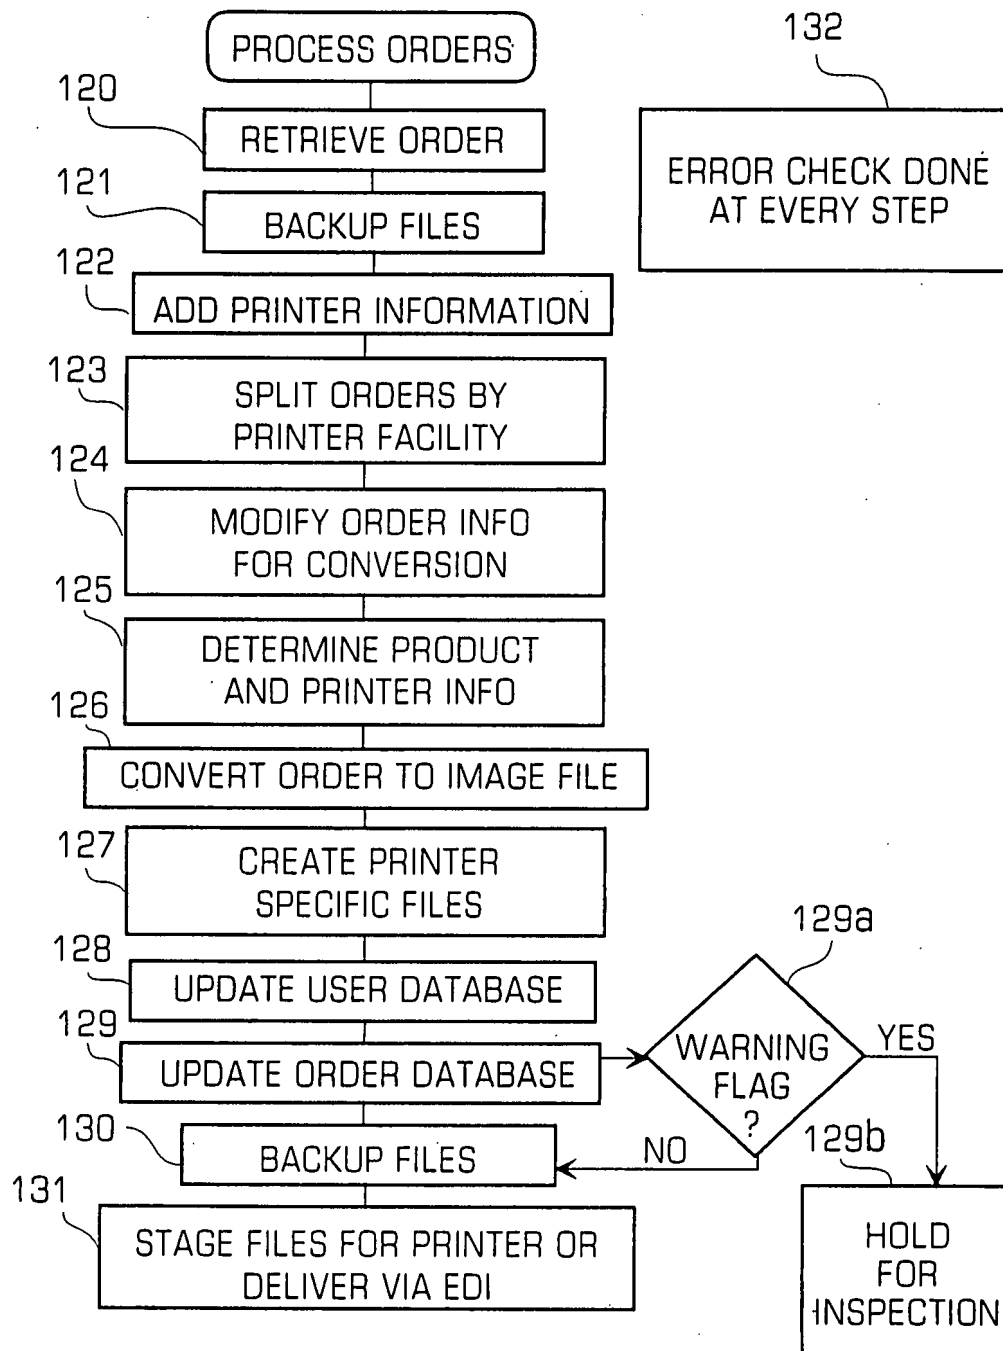 PROCESS ORDERS
132
120
RETRIEVE ORDER
ERROR CHECK DONE
AT EVERY STEP
121
BACKUP FILES
122
ADD PRINTER INFORMATION
123
SPLIT ORDERS BY
PRINTER FACILITY
124
MODIFY ORDER INFO
FOR CONVERSION
125
DETERMINE PRODUCT
AND PRINTER INFO
126
CONVERT ORDER TO IMAGE FILE
127
CREATE PRINTER
SPECIFIC FILES
128
UPDATE USER DATABASE
129
UPDATE ORDER DATABASE
129a
WARNING
FLAG
?
YES
NO
130
BACKUP FILES
129b
HOLD
FOR
INSPECTION
131
STAGE FILES FOR PRINTER OR
DELIVER VIA EDI